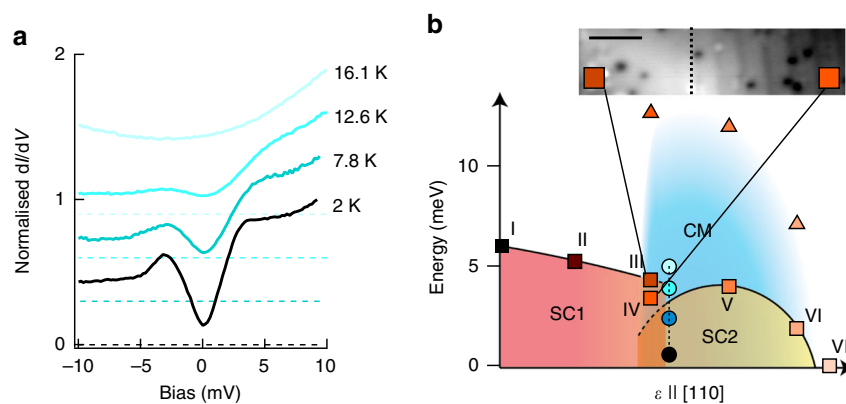 a
Normalised dI/dV
2
1
0
16.1 K
12.6 K
7.8 K
2 K
–10
–5
0
5
10
Bias (mV)
b
Energy (meV)
10
5
0
I
II
III
IV
V
VI
CM
SC1
SC2
ε || [110]